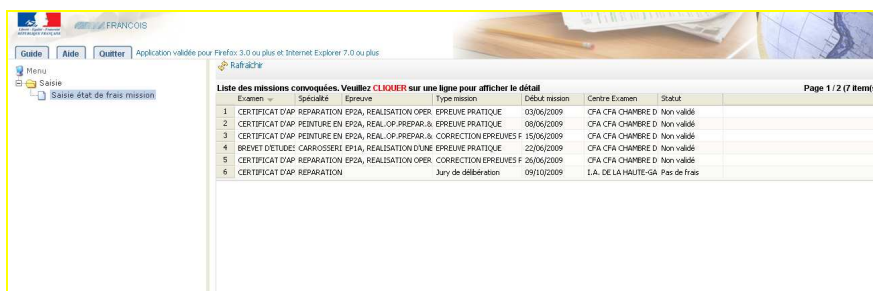 FRANCOIS
Guide Aide Quitter Application validée pour Firefox 3.0 ou plus et Internet Explorer 7.0 ou plus
Menu
Saisie
Saisie état de frais mission
Rafraîchir
Liste des missions convoquées. Veuillez CLIQUER sur une ligne pour afficher le détail Page 1 / 2 (7 item(
Examen Spécialité Epreuve Type mission Début mission Centre Examen Statut
1 CERTIFICAT D'AP REPARATION EP2A, REALISATION OPER EPREUVE PRATIQUE 03/06/2009 CFA CFA CHAMBRE D Non validé
2 CERTIFICAT D'AP PEINTURE EN EP2A, REAL.OP.PREPAR.& EPREUVE PRATIQUE 08/06/2009 CFA CFA CHAMBRE D Non validé
3 CERTIFICAT D'AP PEINTURE EN EP2A, REAL.OP.PREPAR.& CORRECTION EPREUVES F 15/06/2009 CFA CFA CHAMBRE D Non validé
4 BREVET D'ETUDES CARROSSERI EP1A, REALISATION D'UNE EPREUVE PRATIQUE 22/06/2009 CFA CFA CHAMBRE D Non validé
5 CERTIFICAT D'AP REPARATION EP2A, REALISATION OPER CORRECTION EPREUVES F 26/06/2009 CFA CFA CHAMBRE D Non validé
6 CERTIFICAT D'AP REPARATION Jury de délibération 09/10/2009 I.A. DE LA HAUTE-GA Pas de frais